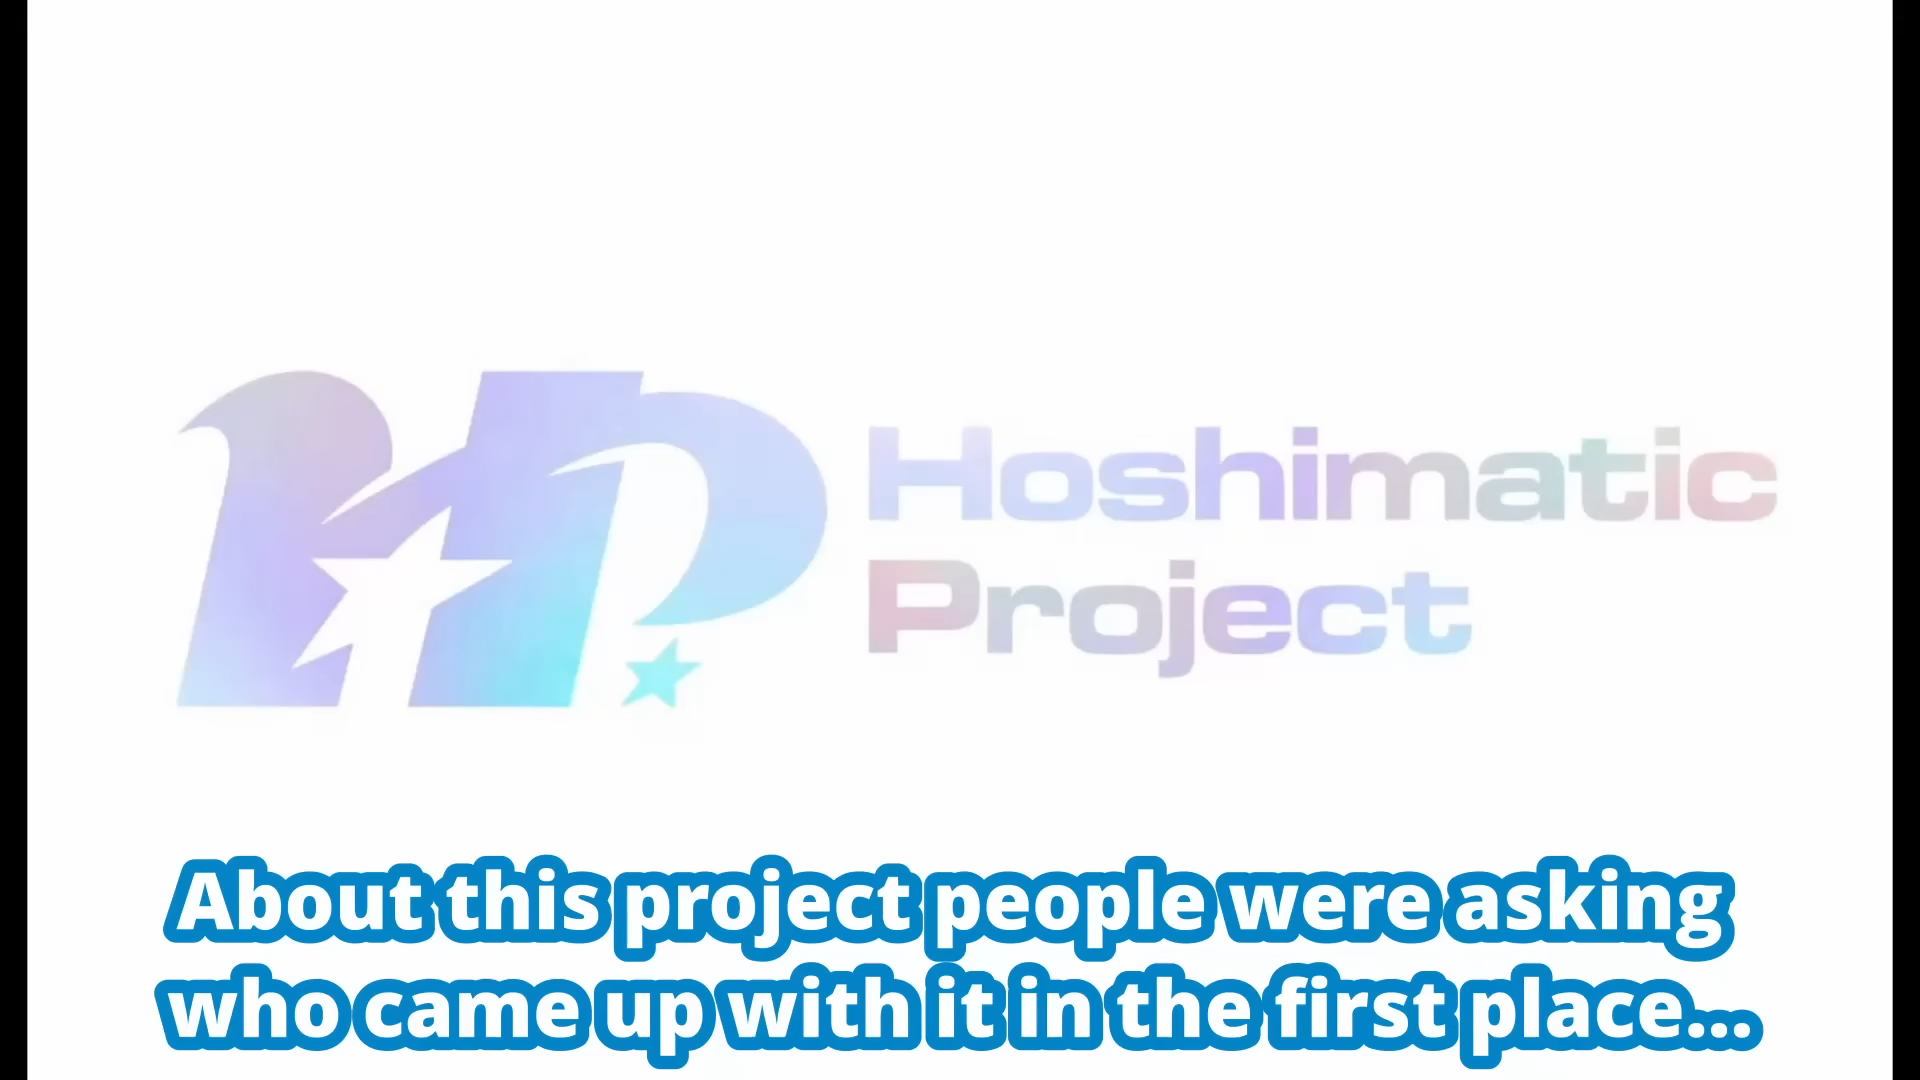 Hoshimatic
Project
About this project people were asking
who came up with it in the first place...